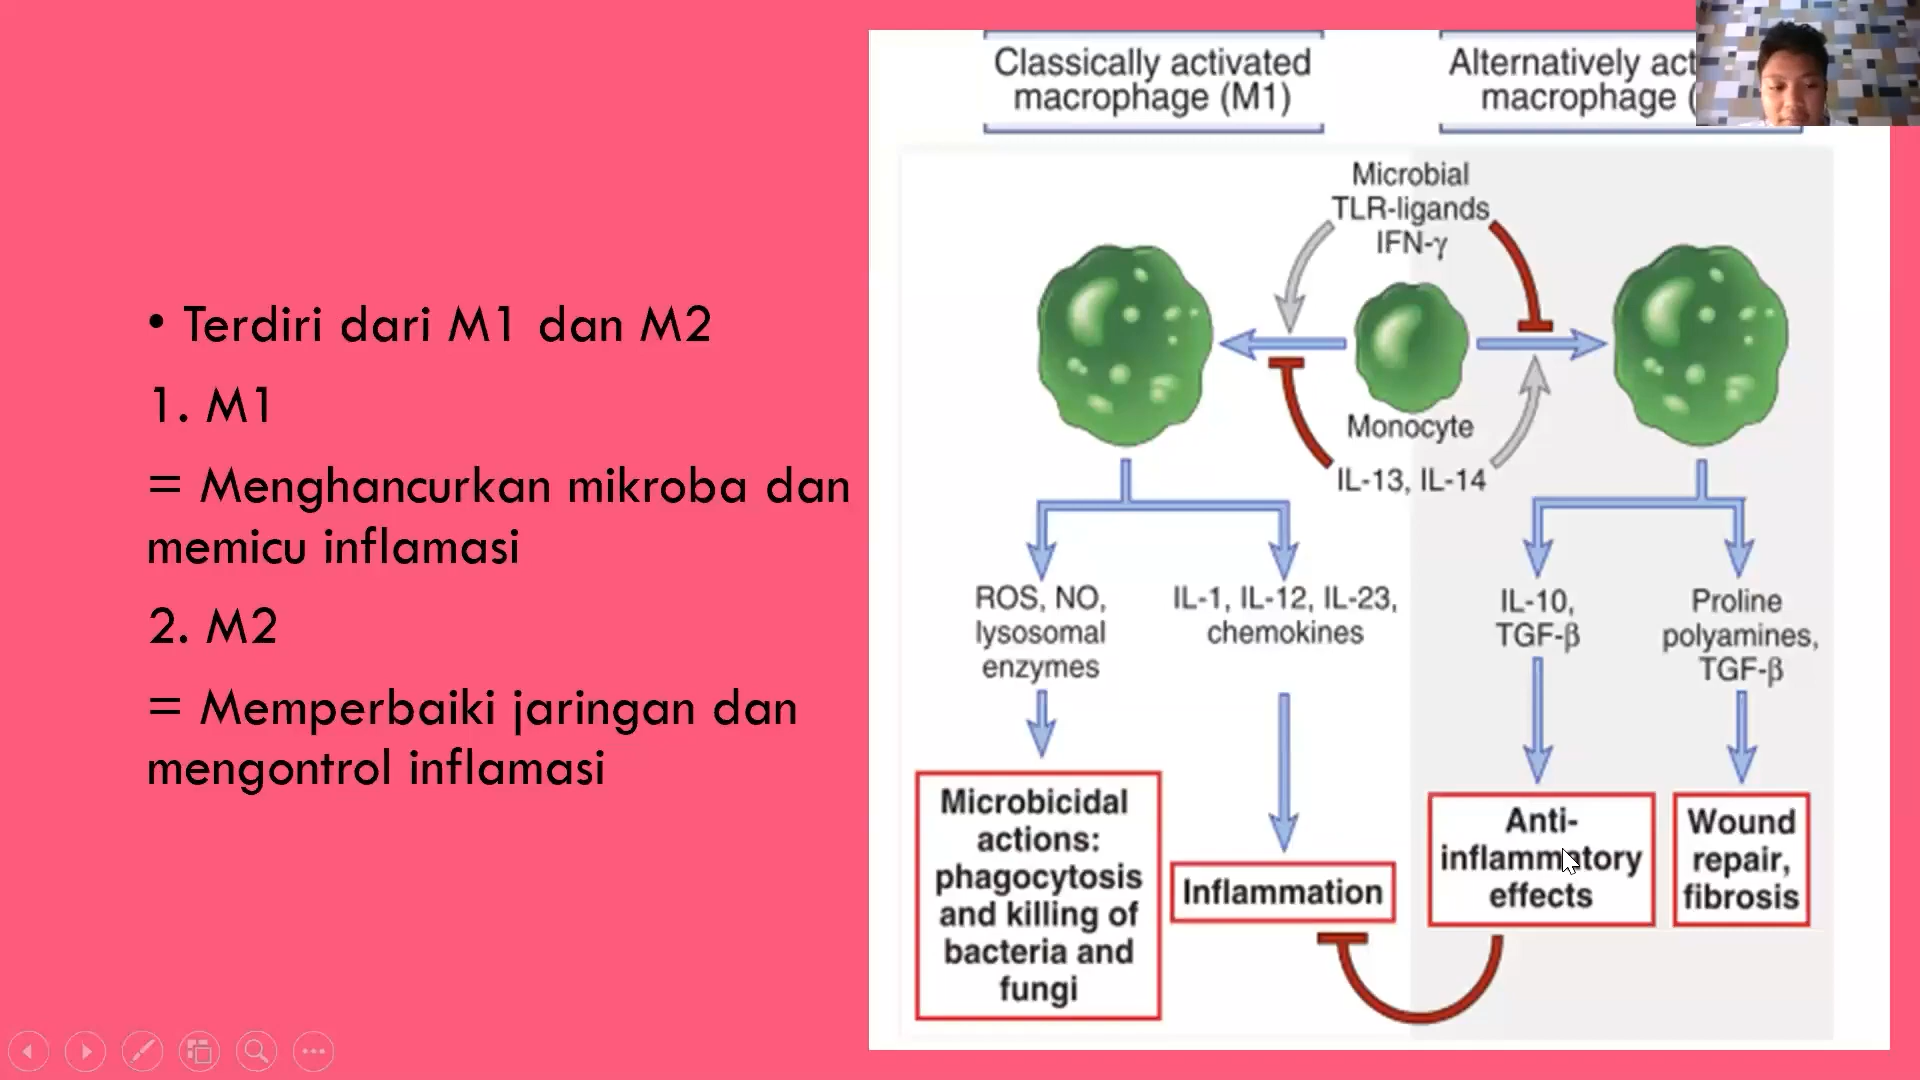 • Terdiri dari M1 dan M2
1. M1
= Menghancurkan mikroba dan
memicu inflamasi
2. M2
= Memperbaiki jaringan dan
mengontrol inflamasi
Classically activated
macrophage (M1)
Alternatively act
macrophage (
Microbial
TLR-ligands
IFN-γ
Monocyte
IL-13, IL-14
ROS, NO,
lysosomal
enzymes
IL-1, IL-12, IL-23,
chemokines
IL-10,
TGF-β
Proline
polyamines,
TGF-β
Microbicidal
actions:
phagocytosis
and killing of
bacteria and
fungi
Inflammation
Anti-
inflammatory
effects
Wound
repair,
fibrosis